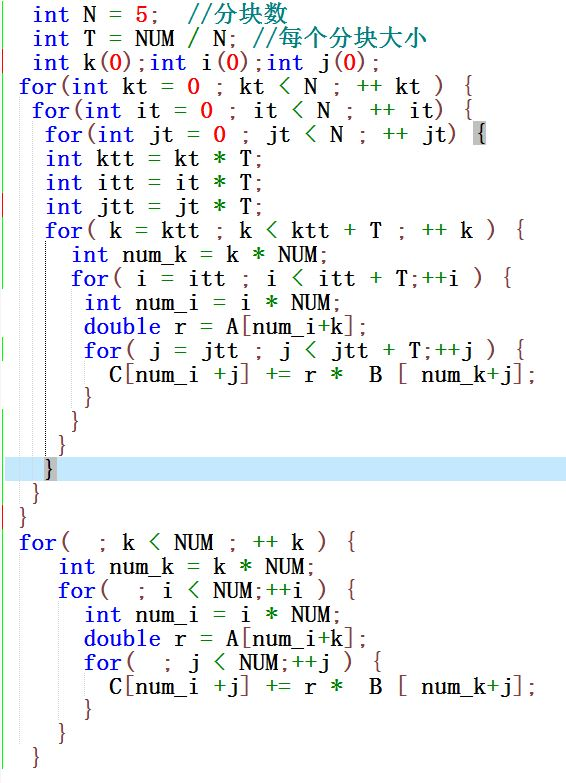 int N = 5;  //分块数
int T = NUM / N; //每个分块大小
int k(0);int i(0);int j(0);
for(int kt = 0 ; kt < N ; ++ kt ) {
for(int it = 0 ; it < N ; ++ it) {
for(int jt = 0 ; jt < N ; ++ jt) {
int ktt = kt * T;
int itt = it * T;
int jtt = jt * T;
for( k = ktt ; k < ktt + T ; ++ k ) {
int num_k = k * NUM;
for( i = itt ; i < itt + T;++i ) {
int num_i = i * NUM;
double r = A[num_i+k];
for( j = jtt ; j < jtt + T;++j ) {
C[num_i +j] += r *  B [ num_k+j];
}
}
}
}
}
}
for(  ; k < NUM ; ++ k ) {
int num_k = k * NUM;
for(  ; i < NUM;++i ) {
int num_i = i * NUM;
double r = A[num_i+k];
for(  ; j < NUM;++j ) {
C[num_i +j] += r *  B [ num_k+j];
}
}
}